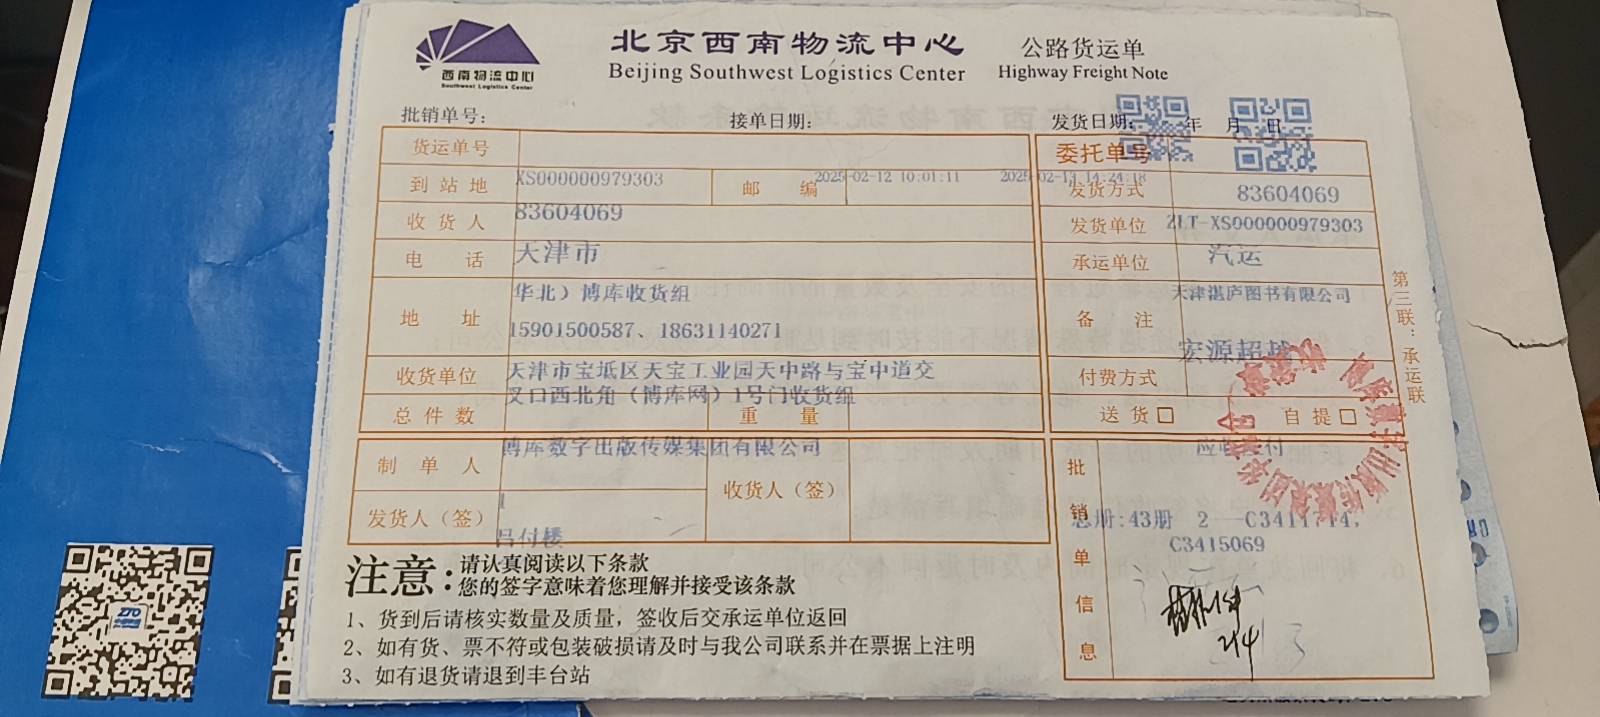 西南物流中心
Southwest Logistics Center
北京西南物流中心
Beijing Southwest Logistics Center
公路货运单
Highway Freight Note
批销单号：
接单日期：
发货日期： 年 月 日
货运单号
委托单号
到站地
XS000000979303
邮 编
2025-02-12 10:01:11
2025-02-13 14:24:18
发货方式
83604069
收货人
83604069
发货单位
ZLT-XS000000979303
电 话
天津市
承运单位
汽运
地 址
华北）博库收货组
15901500587、18631140271
备 注
天津湛庐图书有限公司
宏源超越
收货单位
天津市宝坻区天宝工业园天中路与宝中道交
叉口西北角（博库网）1号门收货组
付费方式
总件数
重 量
送货□
自提□
制单人
博库数字出版传媒集团有限公司
收货人（签）
发货人（签）
1
吕付楼
批销单信息
总册:43册 2
C3415069
第三联：承运联
注意：
请认真阅读以下条款
您的签字意味着您理解并接受该条款
1、货到后请核实数量及质量，签收后交承运单位返回
2、如有货、票不符或包装破损请及时与我公司联系并在票据上注明
3、如有退货请退到丰台站
ZTO